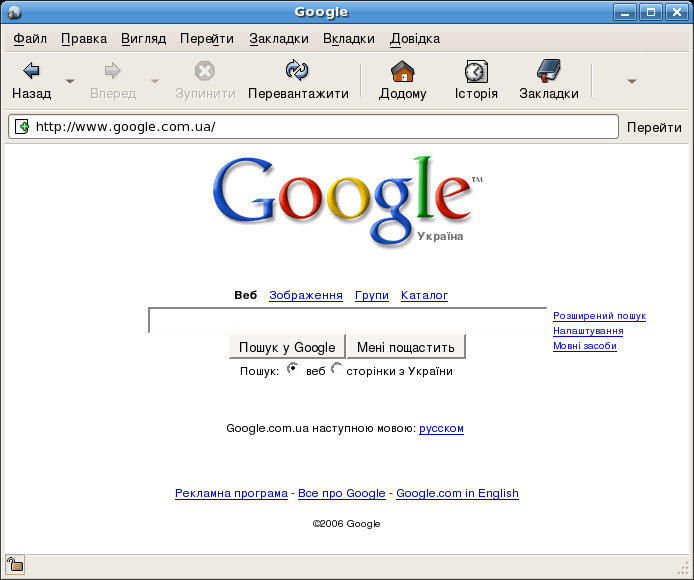 Google
Файл Правка Вигляд Перейти Закладки Вкладки Довідка
Назад Вперед Зупинити Перевантажити Додому Історія Закладки
http://www.google.com.ua/ Перейти
Google™
Україна
Веб Зображення Групи Каталог
Розширений пошук
Налаштування
Мовні засоби
Пошук у Google Мені пощастить
Пошук: веб сторінки з України
Google.com.ua наступною мовою: русском
Рекламна програма - Все про Google - Google.com in English
©2006 Google